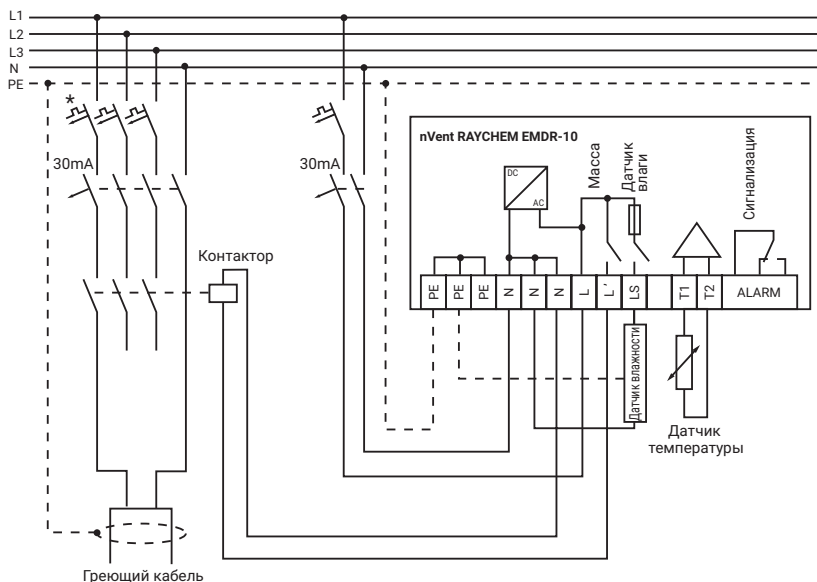 L1
L2
L3
N
PE
*
30mA
30mA
Контактор
Греющий кабель
nVent RAYCHEM EMDR-10
DC
AC
Масса
Датчик
влаги
Сигнализация
PE
PE
PE
N
N
N
L
L'
LS
T1
T2
ALARM
Датчик влажности
Датчик
температуры